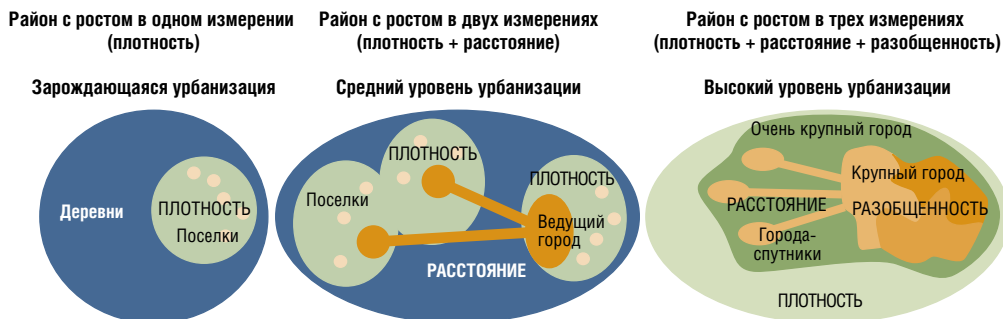 Район с ростом в одном измерении
(плотность)
Зарождающаяся урбанизация
Деревни
ПЛОТНОСТЬ
Поселки
Район с ростом в двух измерениях
(плотность + расстояние)
Средний уровень урбанизации
ПЛОТНОСТЬ
ПЛОТНОСТЬ
Поселки
Ведущий
город
РАССТОЯНИЕ
Район с ростом в трех измерениях
(плотность + расстояние + разобщенность)
Высокий уровень урбанизации
Очень крупный город
Крупный город
РАССТОЯНИЕ
РАЗОБЩЕННОСТЬ
Города-
спутники
ПЛОТНОСТЬ